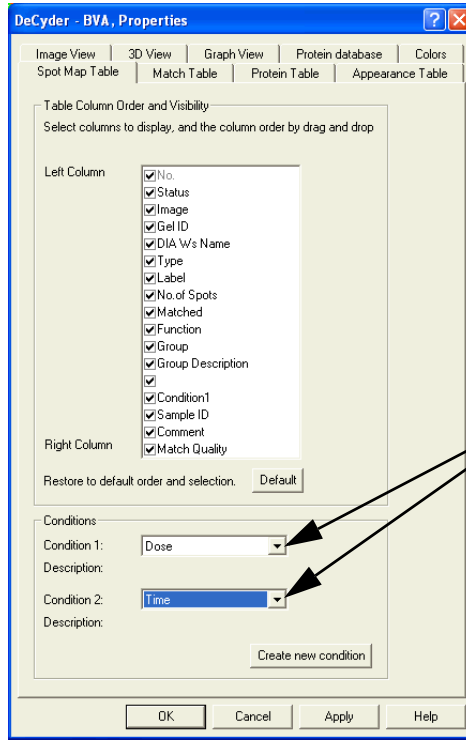 DeCyder - BVA, Properties
Image View 3D View Graph View Protein database Colors
Spot Map Table Match Table Protein Table Appearance Table
Table Column Order and Visibility
Select columns to display, and the column order by drag and drop
Left Column
No.
Status
Image
Gel ID
DIA Ws Name
Type
Label
No.of Spots
Matched
Function
Group
Group Description
Condition1
Sample ID
Comment
Right Column
Match Quality
Restore to default order and selection. Default
Conditions
Condition 1: Dose
Description:
Condition 2: Time
Description:
Create new condition
OK Cancel Apply Help